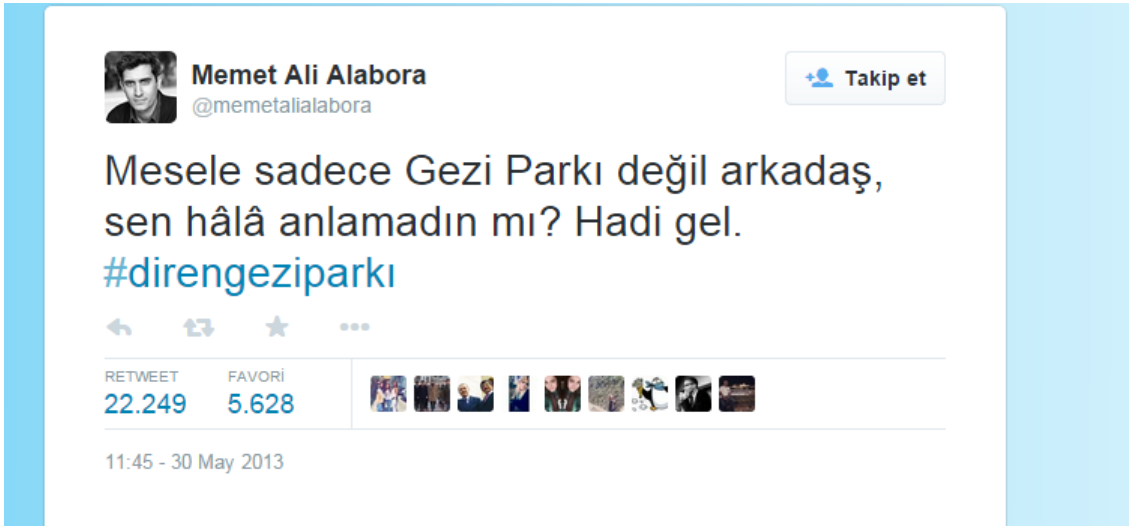 Memet Ali Alabora
@memetalialabora
Takip et
Mesele sadece Gezi Parkı değil arkadaş,
sen hâlâ anlamadın mı? Hadi gel.
#direngeziparkı
RETWEET FAVORİ
22.249 5.628
11:45 - 30 May 2013